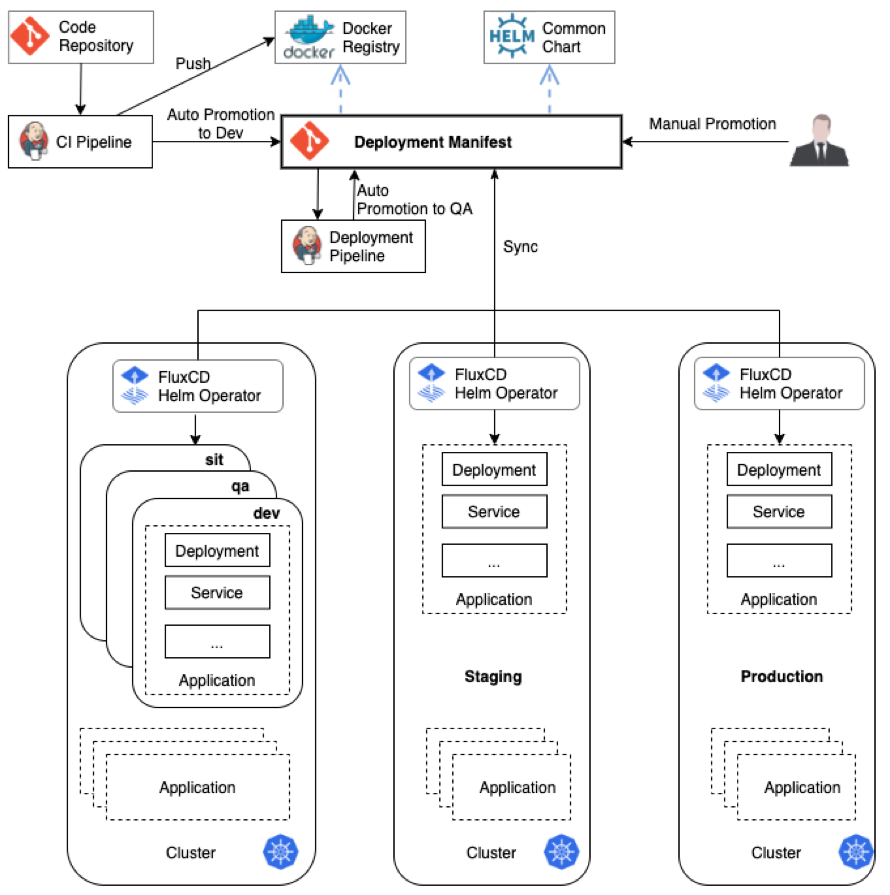 Code
Repository
docker
Docker
Registry
HELM
Common
Chart
Push
CI Pipeline
Auto Promotion
to Dev
Deployment Manifest
Manual Promotion
Auto
Promotion to QA
Deployment
Pipeline
Sync
FluxCD
Helm Operator
sit
qa
dev
Deployment
Service
...
Application
Application
Cluster
FluxCD
Helm Operator
Deployment
Service
...
Application
Staging
Application
Cluster
FluxCD
Helm Operator
Deployment
Service
...
Application
Production
Application
Cluster